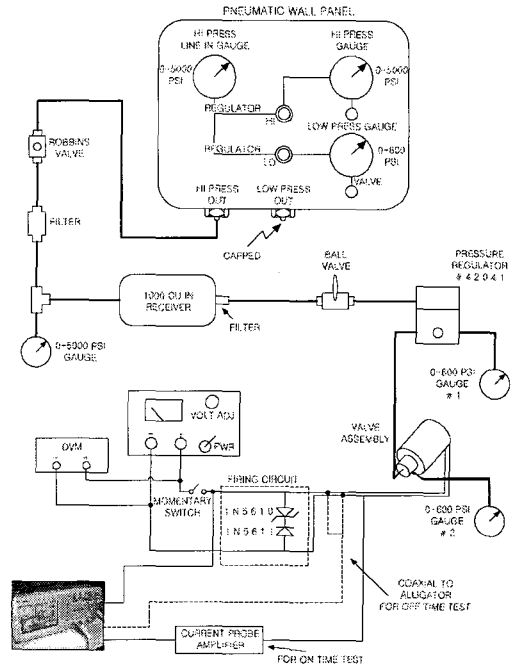 PNEUMATIC WALL PANEL
HI PRESS
LINE IN GAUGE
HI PRESS
GAUGE
0-5000
PSI
0-5000
PSI
REGULATOR
HI
LOW PRESS GAUGE
REGULATOR
LO
0-600
PSI
VALVE
HI PRESS
OUT
LOW PRESS
OUT
CAPPED
ROBBINS
VALVE
FILTER
BALL
VALVE
PRESSURE
REGULATOR
# 42041
1000 CU IN
RECEIVER
FILTER
0-5000 PSI
GAUGE
0-600 PSI
GAUGE
# 1
VALVE
ASSEMBLY
VOLT ADJ
PWR
DVM
MOMENTARY
SWITCH
FIRING CIRCUIT
1N5610
1N5611
0-600 PSI
GAUGE
# 2
COAXIAL TO
ALLIGATOR
FOR OFF TIME TEST
CURRENT PROBE
AMPLIFIER
FOR ON TIME TEST